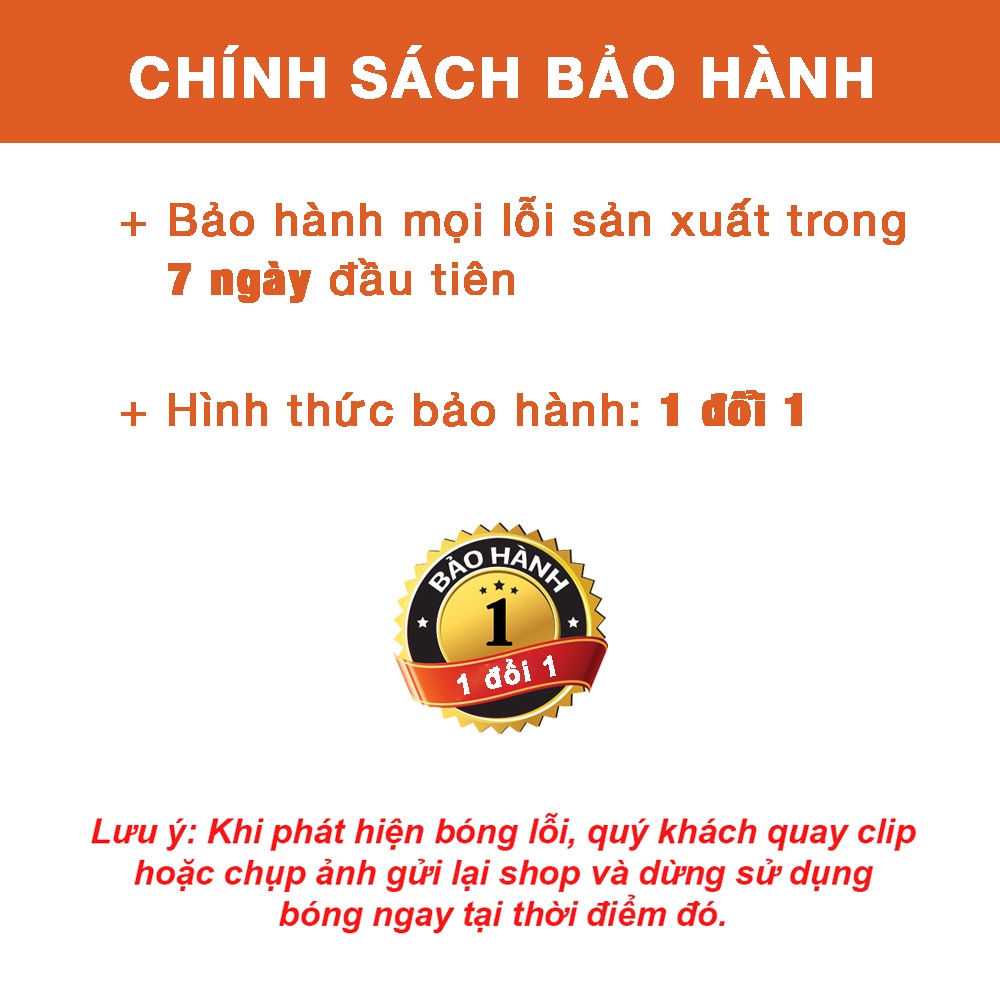 CHÍNH SÁCH BẢO HÀNH
+ Bảo hành mọi lỗi sản xuất trong
7 ngày đầu tiên
+ Hình thức bảo hành: 1 đổi 1
BẢO HÀNH
1
1 đổi 1
Lưu ý: Khi phát hiện bóng lỗi, quý khách quay clip
hoặc chụp ảnh gửi lại shop và dừng sử dụng
bóng ngay tại thời điểm đó.